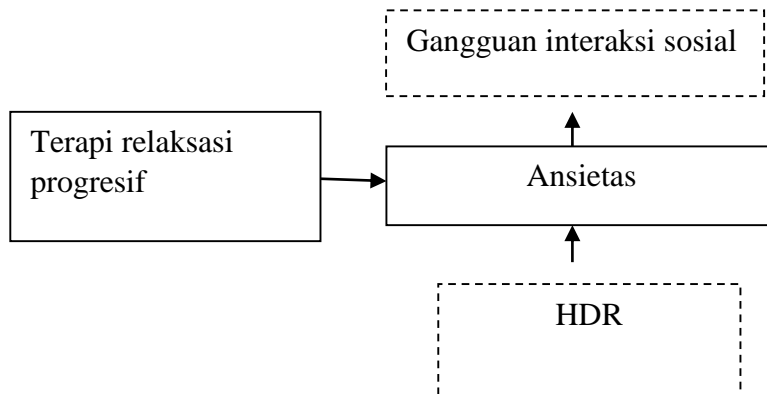 Gangguan interaksi sosial
Terapi relaksasi
progresif
Ansietas
HDR